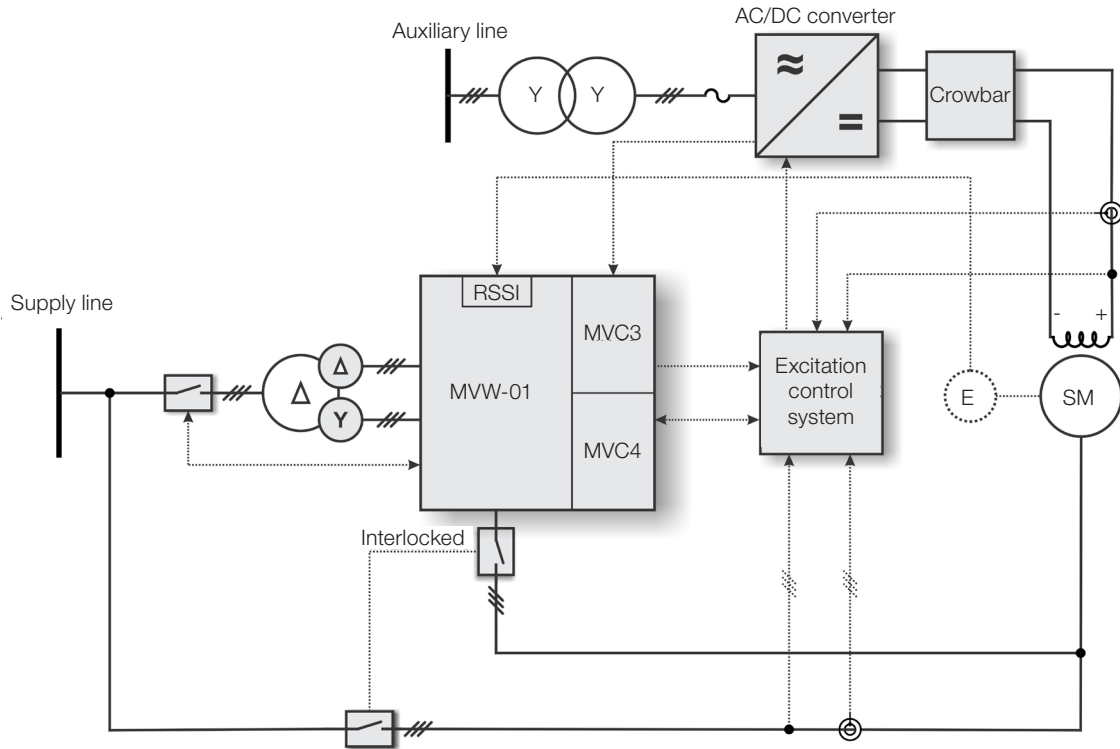 AC/DC converter
Auxiliary line
Y
Y
≈
=
Crowbar
Supply line
RSSI
MVC3
- +
Δ
Δ
Y
MVW-01
MVC4
Excitation
control
system
E
SM
Interlocked